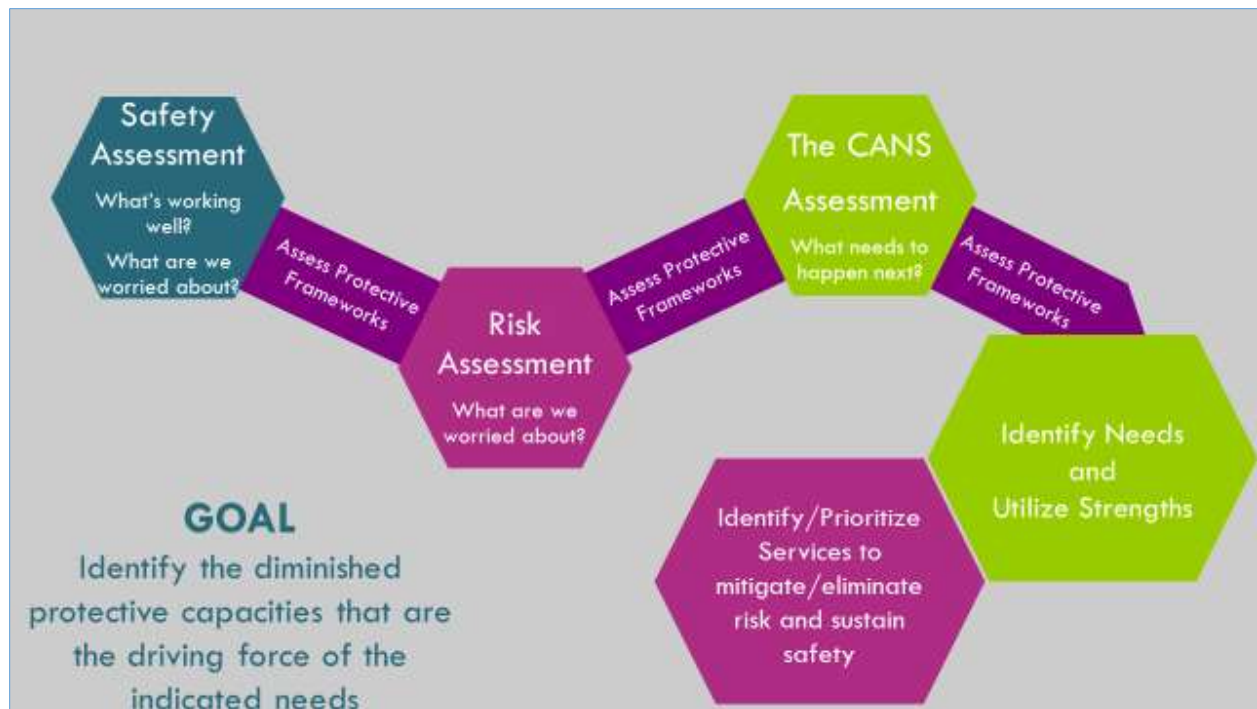 Safety
Assessment
What's working
well?
What are we
worried about?
Assess Protective
Frameworks
Risk
Assessment
What are we
worried about?
Assess Protective
Frameworks
The CANS
Assessment
What needs to
happen next?
Assess Protective
Frameworks
Identify Needs
and
Utilize Strengths
Identify/Prioritize
Services to
mitigate/eliminate
risk and sustain
safety
GOAL
Identify the diminished
protective capacities that are
the driving force of the
indicated needs